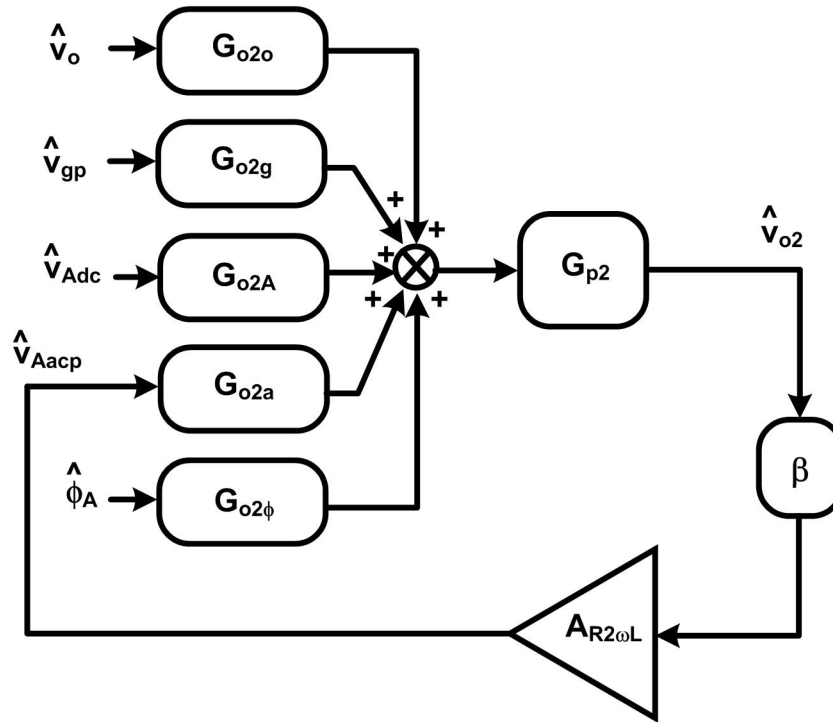 v̂o Go2o
v̂gp Go2g
v̂Adc Go2A
v̂Aacp Go2a
ϕ̂A Go2ϕ
+ + + + +
Gp2
v̂o2
β
AR2ωL